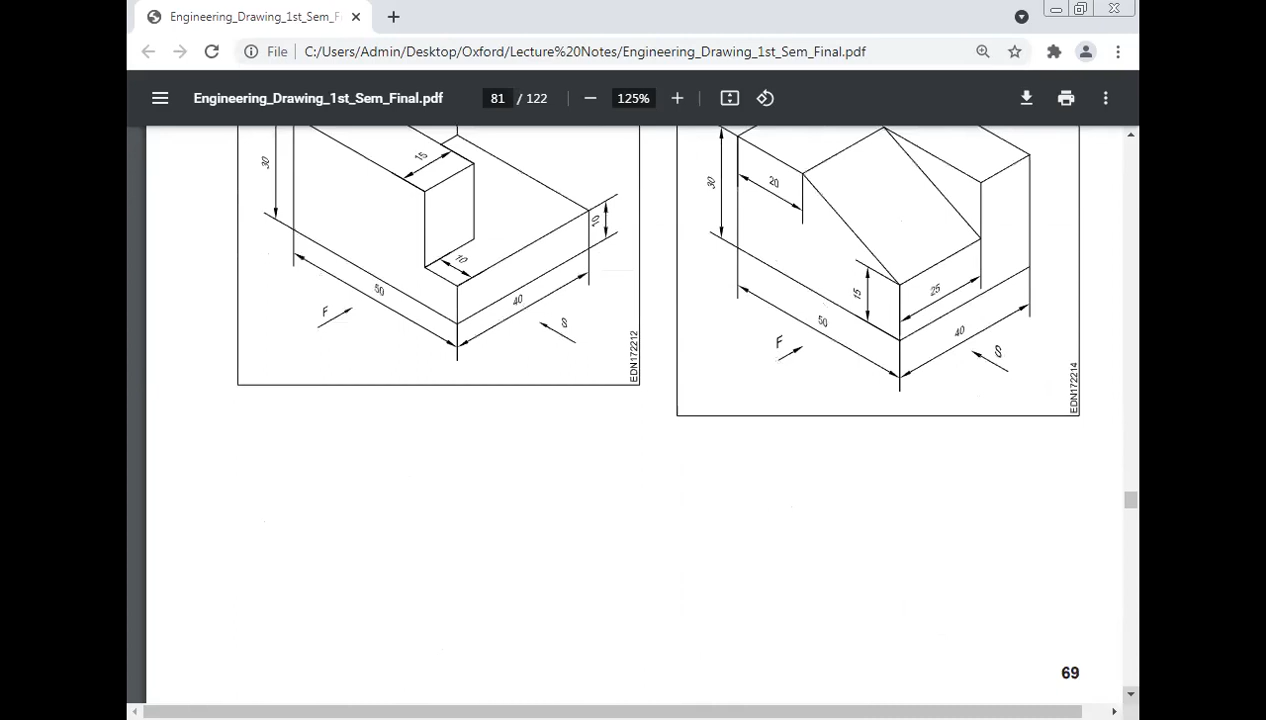 Engineering_Drawing_1st_Sem_Fi
File
C:/Users/Admin/Desktop/Oxford/Lecture%20Notes/Engineering_Drawing_1st_Sem_Final.pdf
Engineering_Drawing_1st_Sem_Final.pdf
81 / 122
125%
30
15
10
10
50
40
F
S
EDN172212
30
20
15
25
50
40
F
S
EDN172214
69